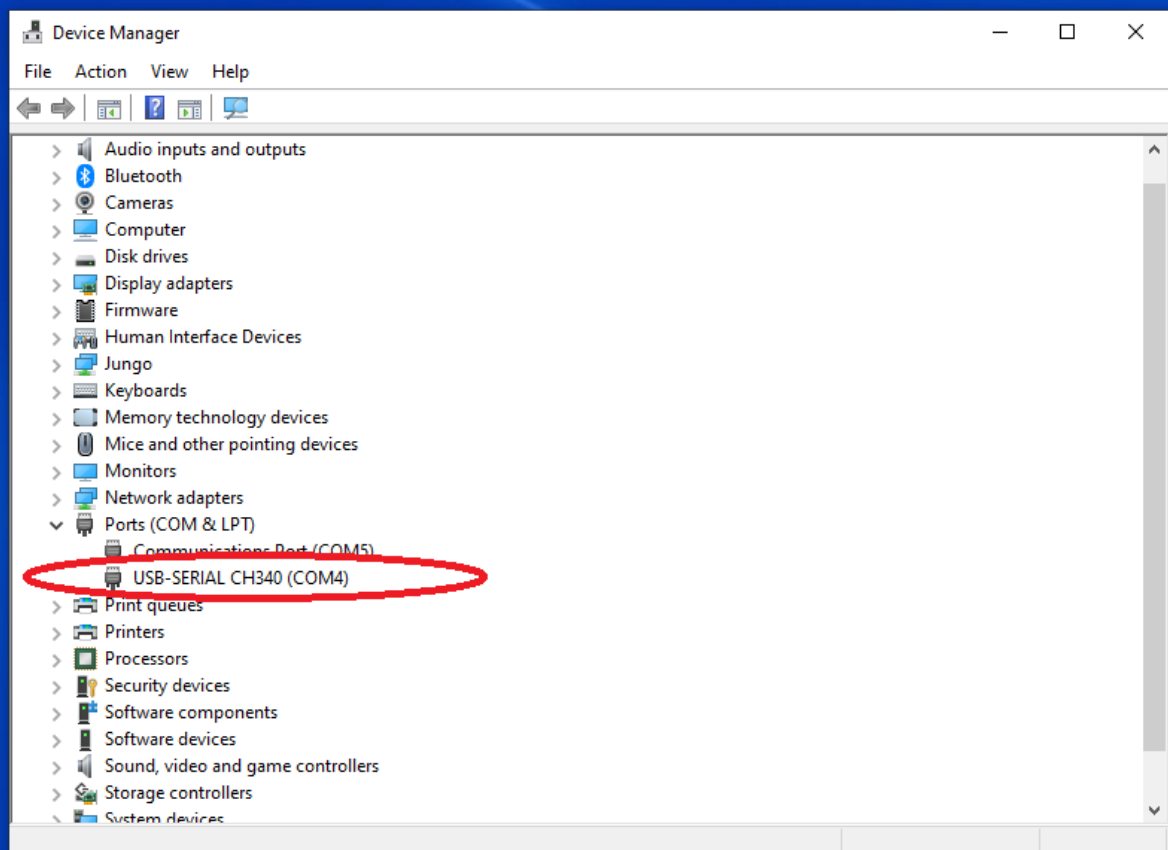 Device Manager
File Action View Help
Audio inputs and outputs
Bluetooth
Cameras
Computer
Disk drives
Display adapters
Firmware
Human Interface Devices
Jungo
Keyboards
Memory technology devices
Mice and other pointing devices
Monitors
Network adapters
Ports (COM & LPT)
Communications Port (COM5)
USB-SERIAL CH340 (COM4)
Print queues
Printers
Processors
Security devices
Software components
Software devices
Sound, video and game controllers
Storage controllers
System devices